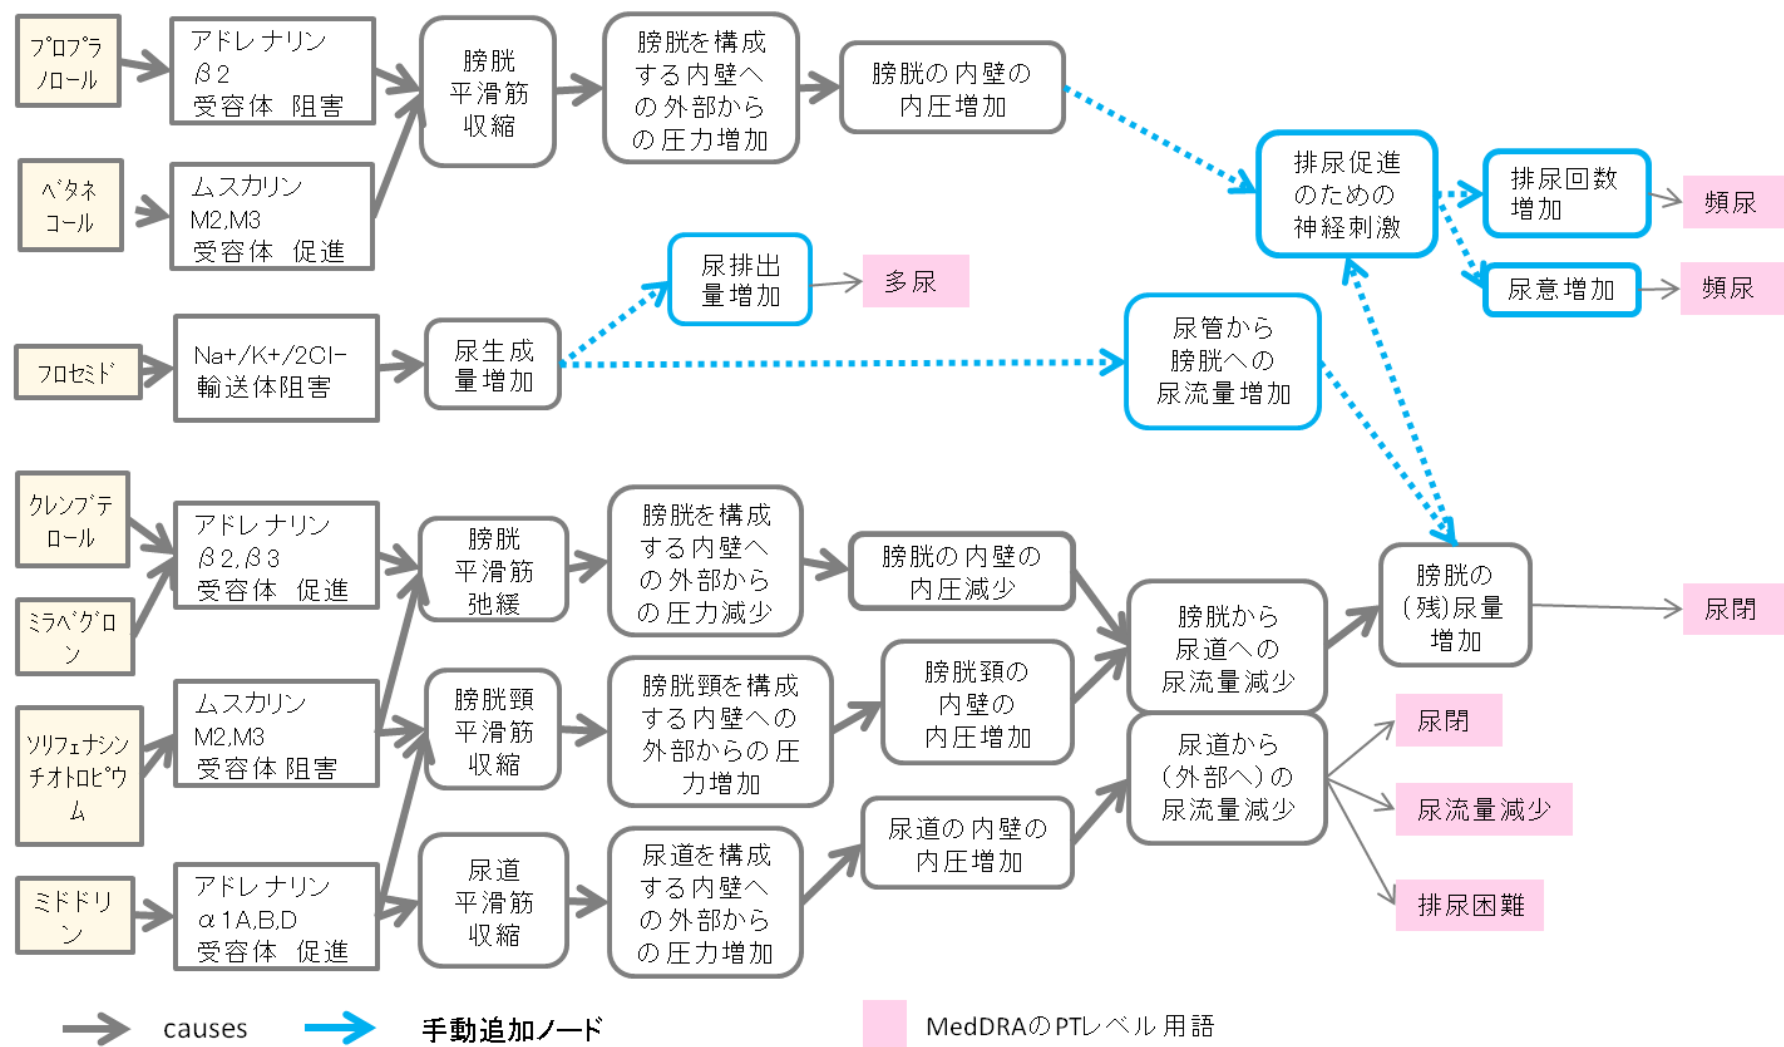 プロプラ
ノロール
アドレナリン
β2
受容体 阻害
膀胱
平滑筋
収縮
膀胱を構成
する内壁へ
の外部から
の圧力増加
膀胱の内壁の
内圧増加
ベタネ
コール
ムスカリン
M2,M3
受容体 促進
排尿促進
のための
神経刺激
排尿回数
増加
頻尿
尿意増加
頻尿
尿排出
量増加
多尿
フロセミド
Na+/K+/2Cl-
輸送体阻害
尿生成
量増加
尿管から
膀胱への
尿流量増加
クレンブテ
ロール
ミラベグロ
ン
アドレナリン
β2,β3
受容体 促進
膀胱
平滑筋
弛緩
膀胱を構成
する内壁へ
の外部から
の圧力減少
膀胱の内壁の
内圧減少
膀胱から
尿道への
尿流量減少
膀胱の
(残)尿量
増加
尿閉
ソリフェナシン
チオトロピウ
ム
ムスカリン
M2,M3
受容体 阻害
膀胱頸
平滑筋
収縮
膀胱頸を構成
する内壁への
外部からの圧
力増加
膀胱頸の
内壁の
内圧増加
尿道から
(外部へ)の
尿流量減少
尿閉
尿流量減少
排尿困難
ミドドリ
ン
アドレナリン
α1A,B,D
受容体 促進
尿道
平滑筋
収縮
尿道を構成
する内壁へ
の外部から
の圧力増加
尿道の内壁の
内圧増加
causes
手動追加ノード
MedDRAのPTレベル用語